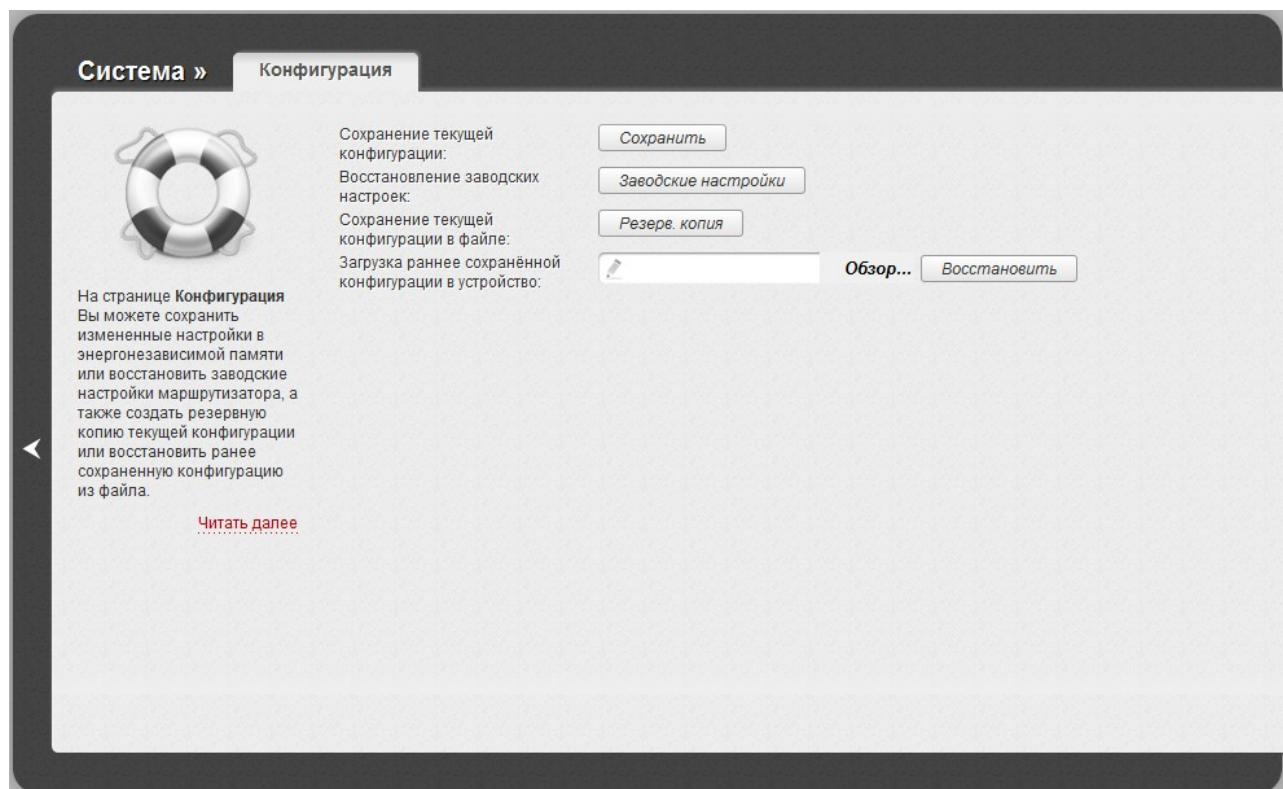 Система »
Конфигурация
Сохранение текущей
конфигурации:
Сохранить
Восстановление заводских
настроек:
Заводские настройки
Сохранение текущей
конфигурации в файле:
Резерв. копия
Загрузка раннее сохранённой
конфигурации в устройство:
Обзор... Восстановить
На странице Конфигурация
Вы можете сохранить
измененные настройки в
энергонезависимой памяти
или восстановить заводские
настройки маршрутизатора, а
также создать резервную
копию текущей конфигурации
или восстановить ранее
сохраненную конфигурацию
из файла.
Читать далее